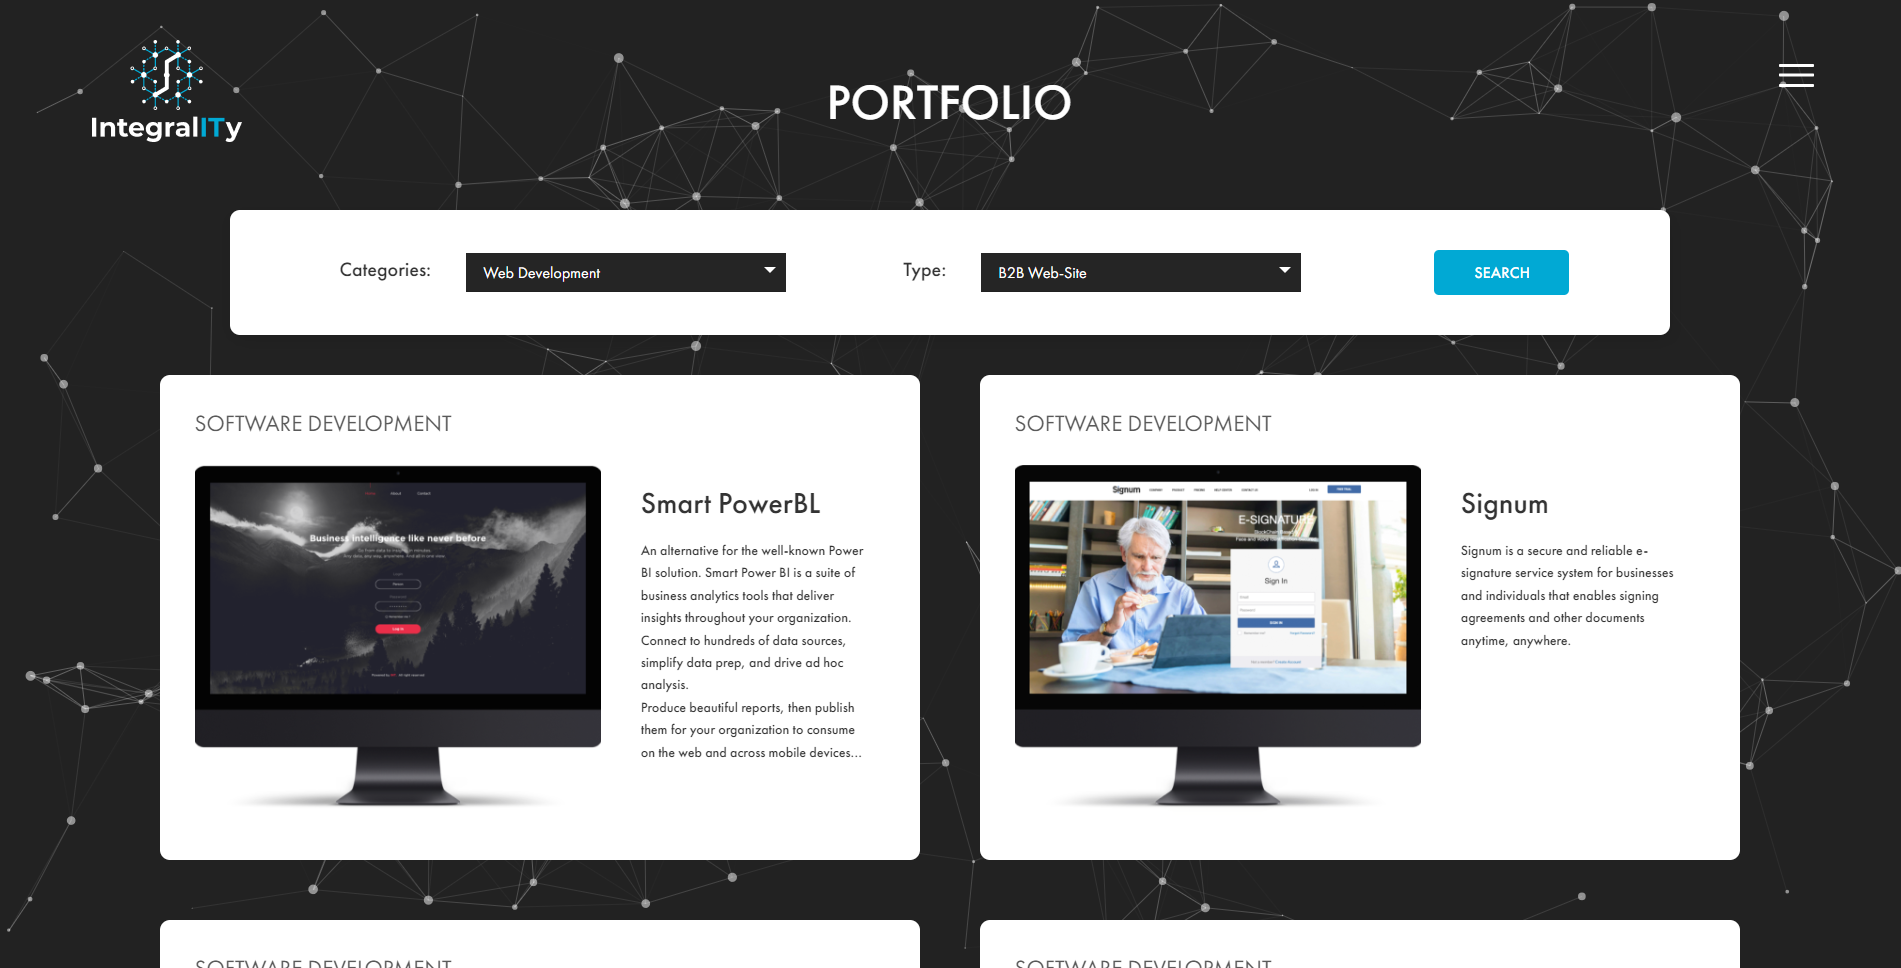 IntegralITy
PORTFOLIO
Categories:
Web Development
Type:
B2B Web-Site
SEARCH
SOFTWARE DEVELOPMENT
Business Intelligence like never before
Log in
Smart PowerBL
An alternative for the well-known Power
BI solution. Smart Power BI is a suite of
business analytics tools that deliver
insights throughout your organization.
Connect to hundreds of data sources,
simplify data prep, and drive ad hoc
analysis.
Produce beautiful reports, then publish
them for your organization to consume
on the web and across mobile devices...
SOFTWARE DEVELOPMENT
Signum
E-SIGNATURE
Sign In
Signum
Signum is a secure and reliable e-
signature service system for businesses
and individuals that enables signing
agreements and other documents
anytime, anywhere.
SOFTWARE DEVELOPMENT
SOFTWARE DEVELOPMENT